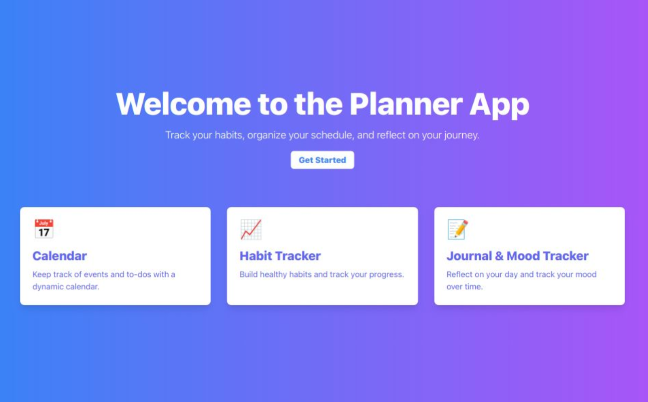 Welcome to the Planner App
Track your habits, organize your schedule, and reflect on your journey.
Get Started
July
17
Calendar
Keep track of events and to-dos with a
dynamic calendar.
Habit Tracker
Build healthy habits and track your progress.
Journal & Mood Tracker
Reflect on your day and track your mood
over time.